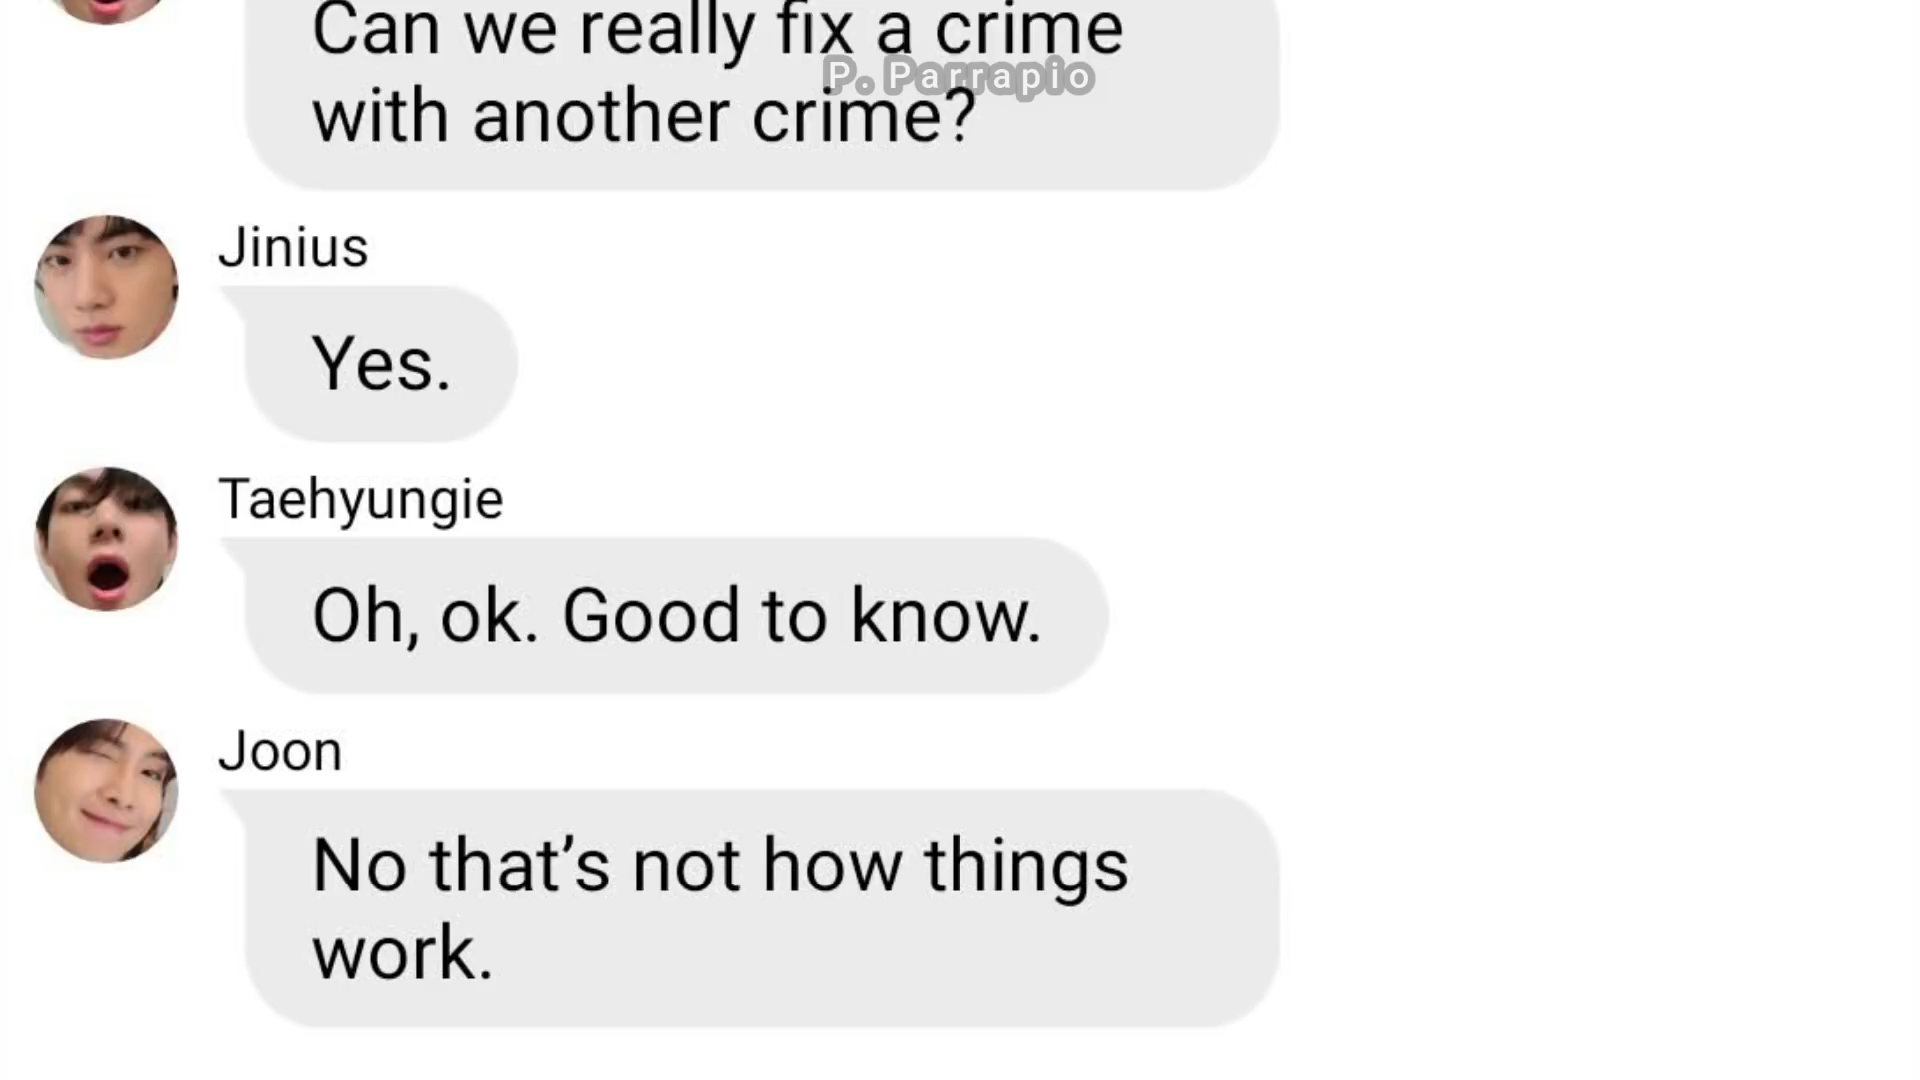 Can we really fix a crime
P. Parrapio
with another crime?
Jinius
Yes.
Taehyungie
Oh, ok. Good to know.
Joon
No that’s not how things
work.